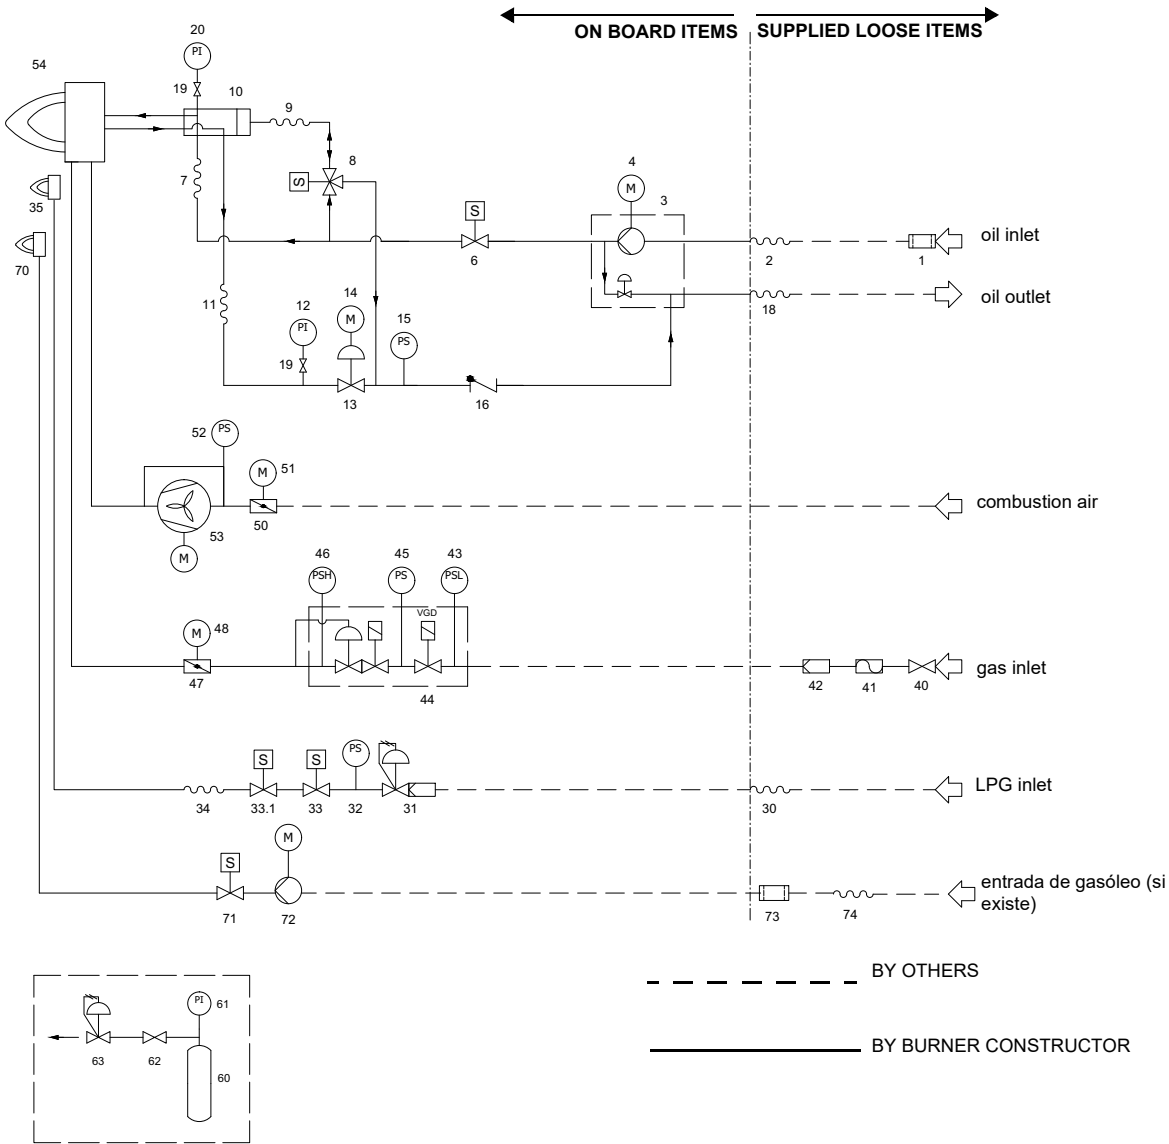 ON BOARD ITEMS
SUPPLIED LOOSE ITEMS
20
PI
54
19
10
9
8
S
7
35
70
4
M
3
S
6
2
1
oil inlet
18
oil outlet
11
12
PI
19
14
M
13
15
PS
16
52
PS
M
51
50
53
M
combustion air
46
PSH
45
PS
43
PSL
VGD
M
48
47
44
42
41
40
gas inlet
S
S
PS
34
33.1
33
32
31
30
LPG inlet
M
S
71
72
73
74
entrada de gasóleo (si
existe)
BY OTHERS
BY BURNER CONSTRUCTOR
PI
61
63
62
60